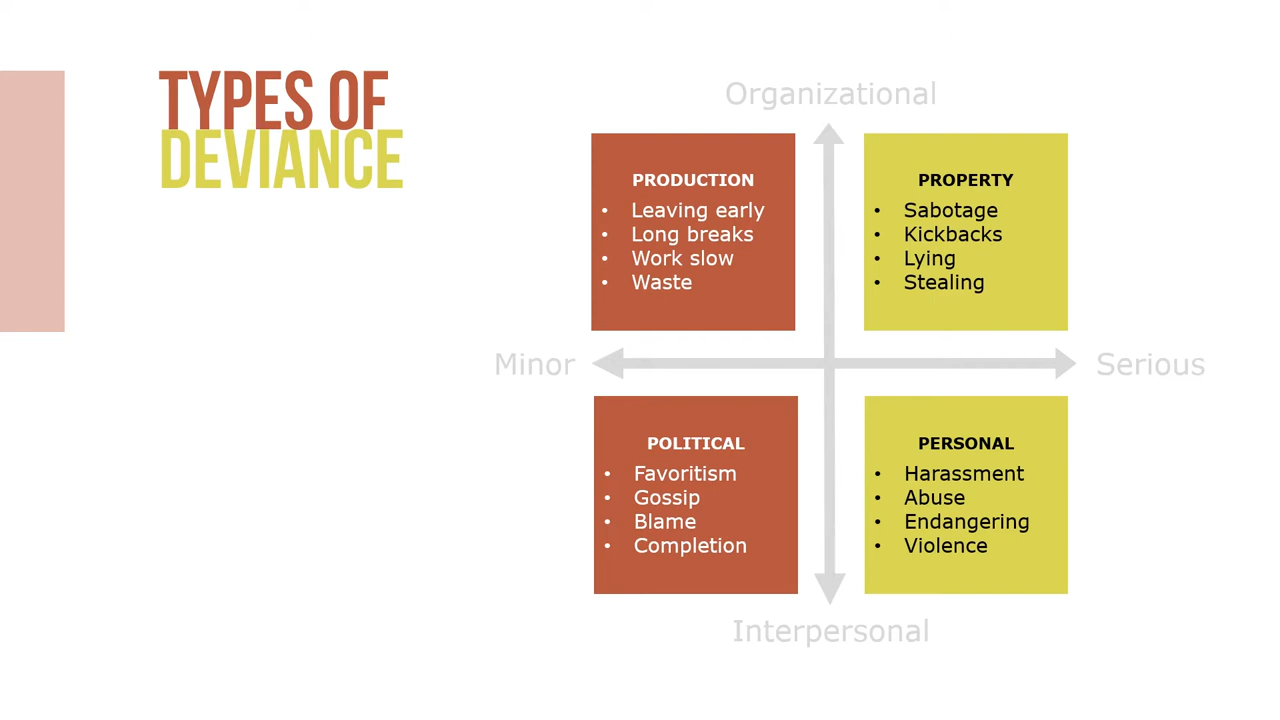 TYPES OF
DEVIANCE
Organizational
PRODUCTION
• Leaving early
• Long breaks
• Work slow
• Waste
PROPERTY
• Sabotage
• Kickbacks
• Lying
• Stealing
Minor
Serious
POLITICAL
• Favoritism
• Gossip
• Blame
• Completion
PERSONAL
• Harassment
• Abuse
• Endangering
• Violence
Interpersonal